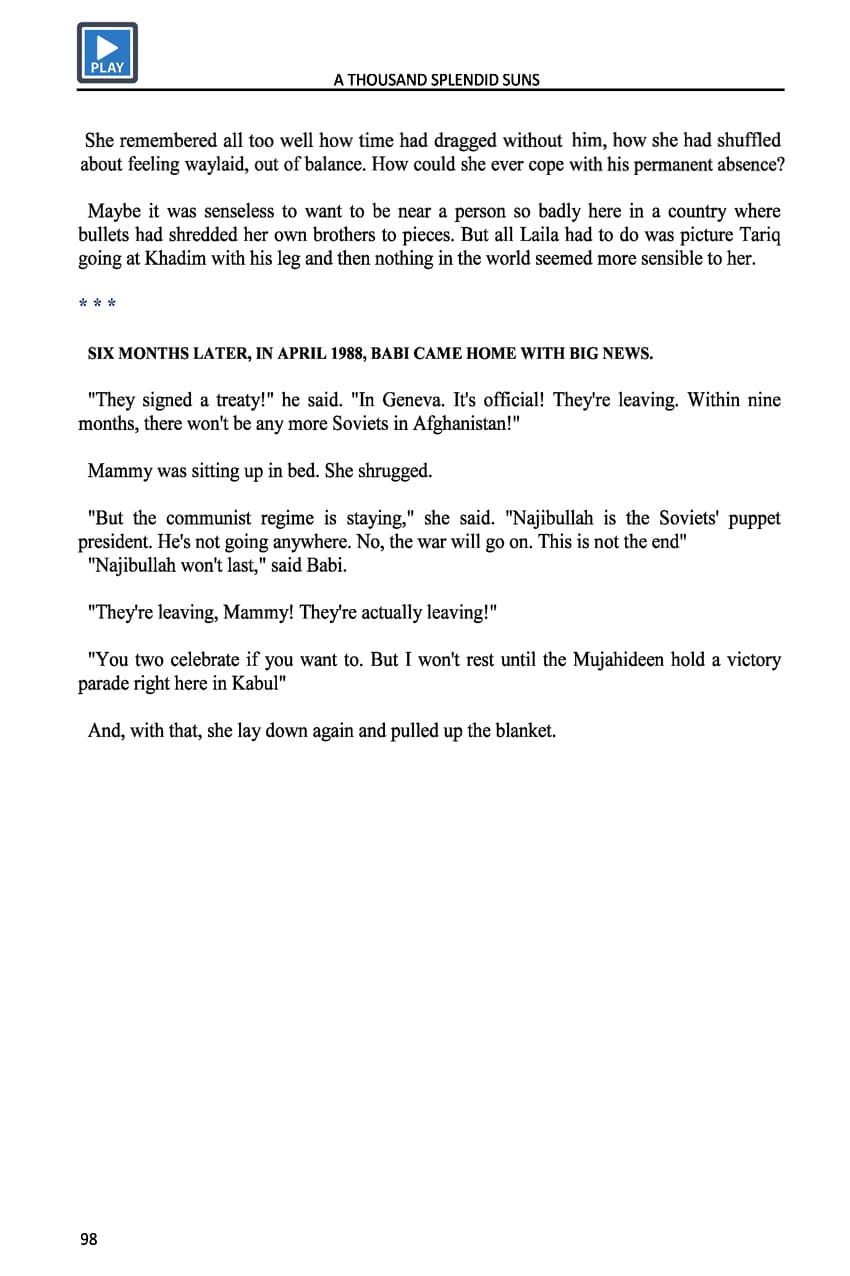 PLAY
A THOUSAND SPLENDID SUNS
She remembered all too well how time had dragged without him, how she had shuffled
about feeling waylaid, out of balance. How could she ever cope with his permanent absence?
Maybe it was senseless to want to be near a person so badly here in a country where
bullets had shredded her own brothers to pieces. But all Laila had to do was picture Tariq
going at Khadim with his leg and then nothing in the world seemed more sensible to her.
* * *
SIX MONTHS LATER, IN APRIL 1988, BABI CAME HOME WITH BIG NEWS.
"They signed a treaty!" he said. "In Geneva. It's official! They're leaving. Within nine
months, there won't be any more Soviets in Afghanistan!"
Mammy was sitting up in bed. She shrugged.
"But the communist regime is staying," she said. "Najibullah is the Soviets' puppet
president. He's not going anywhere. No, the war will go on. This is not the end"
"Najibullah won't last," said Babi.
"They're leaving, Mammy! They're actually leaving!"
"You two celebrate if you want to. But I won't rest until the Mujahideen hold a victory
parade right here in Kabul"
And, with that, she lay down again and pulled up the blanket.
98